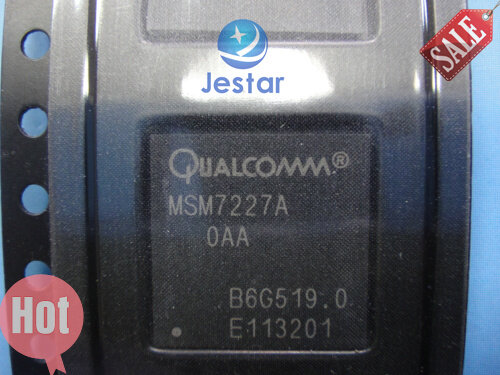 SALE
Jestar
QUALCOMM®
MSM7227A
0AA
B6G519.0
E113201
Hot